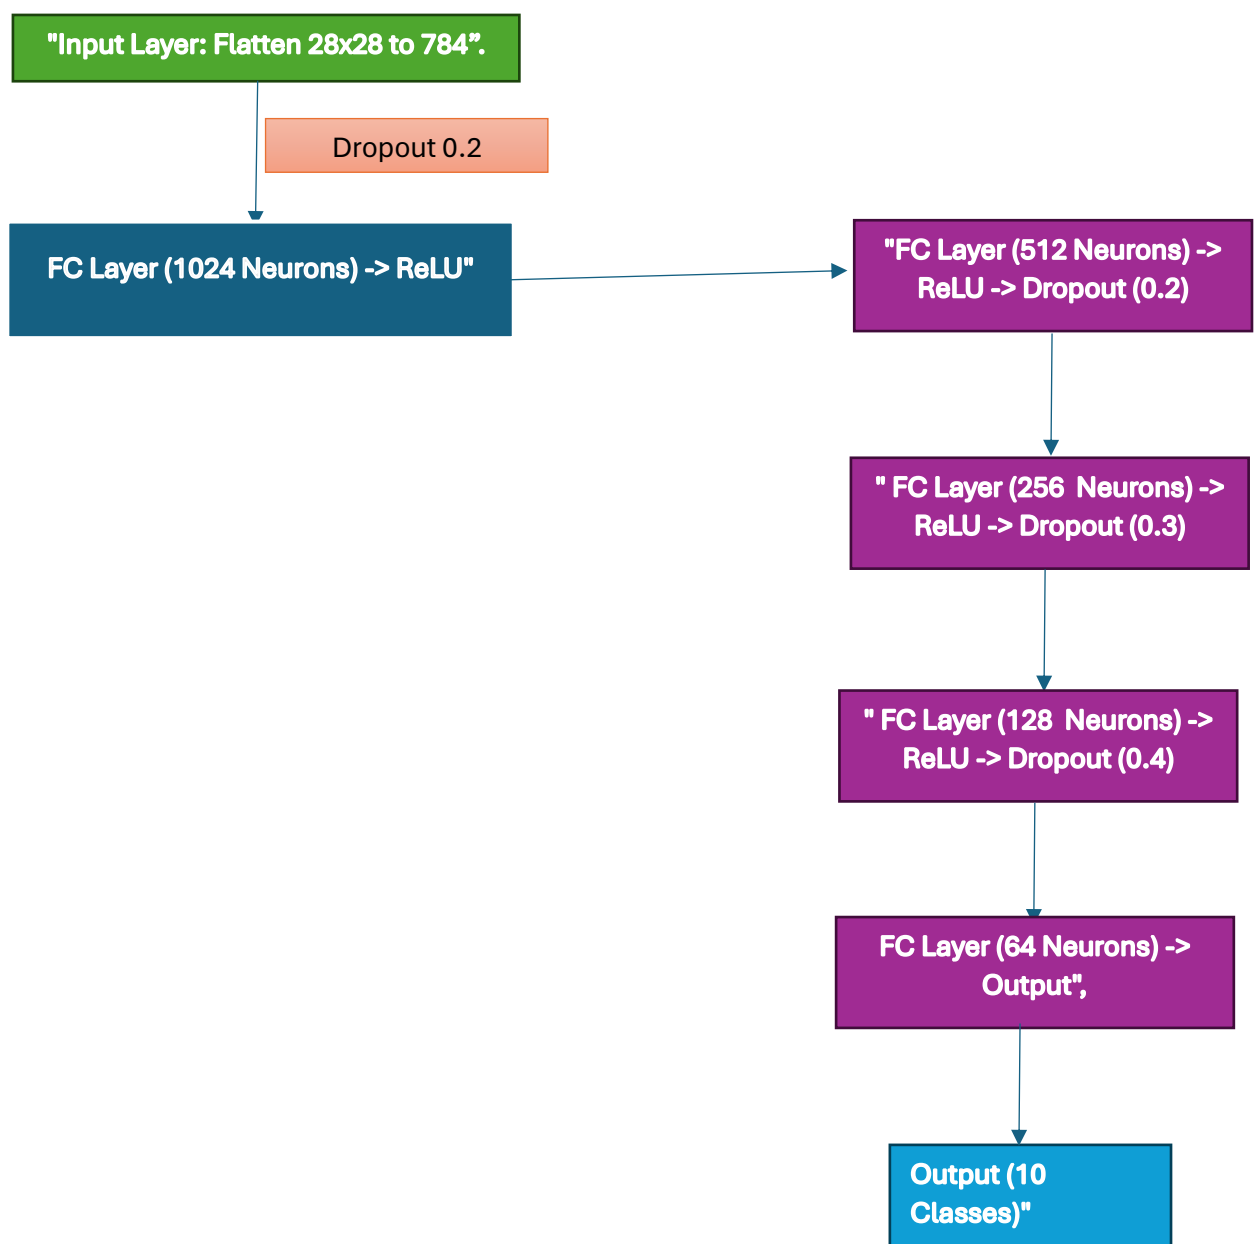 "Input Layer: Flatten 28x28 to 784”.
Dropout 0.2
FC Layer (1024 Neurons) -> ReLU"
"FC Layer (512 Neurons) ->
ReLU -> Dropout (0.2)
" FC Layer (256  Neurons) ->
ReLU -> Dropout (0.3)
" FC Layer (128  Neurons) ->
ReLU -> Dropout (0.4)
FC Layer (64 Neurons) ->
Output",
Output (10
Classes)"